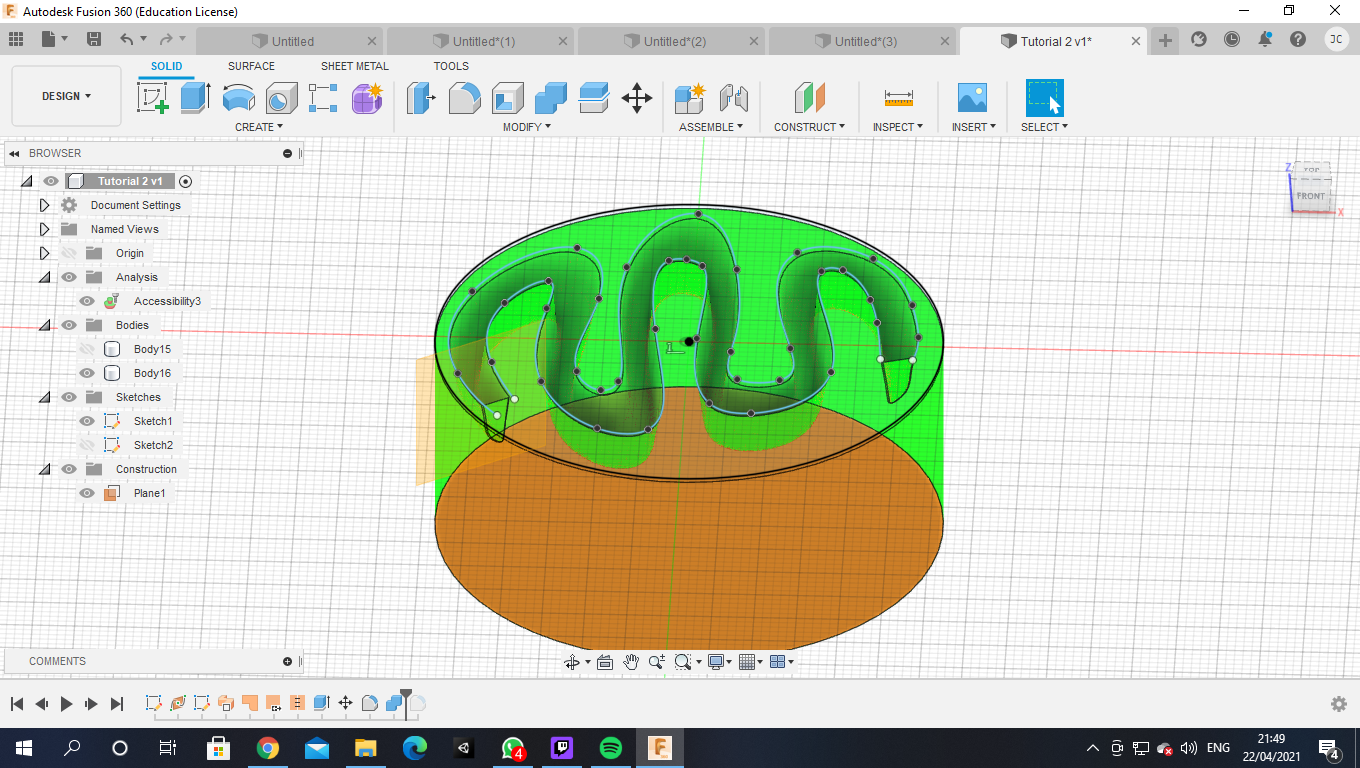 Autodesk Fusion 360 (Education License)
Untitled
Untitled*(1)
Untitled*(2)
Untitled*(3)
Tutorial 2 v1*
JC
DESIGN
SOLID
SURFACE
SHEET METAL
TOOLS
CREATE
MODIFY
ASSEMBLE
CONSTRUCT
INSPECT
INSERT
SELECT
BROWSER
Tutorial 2 v1
Document Settings
Named Views
Origin
Analysis
Accessibility3
Bodies
Body15
Body16
Sketches
Sketch1
Sketch2
Construction
Plane1
Z
TOP
FRONT
X
COMMENTS
4
ENG
21:49
22/04/2021
4